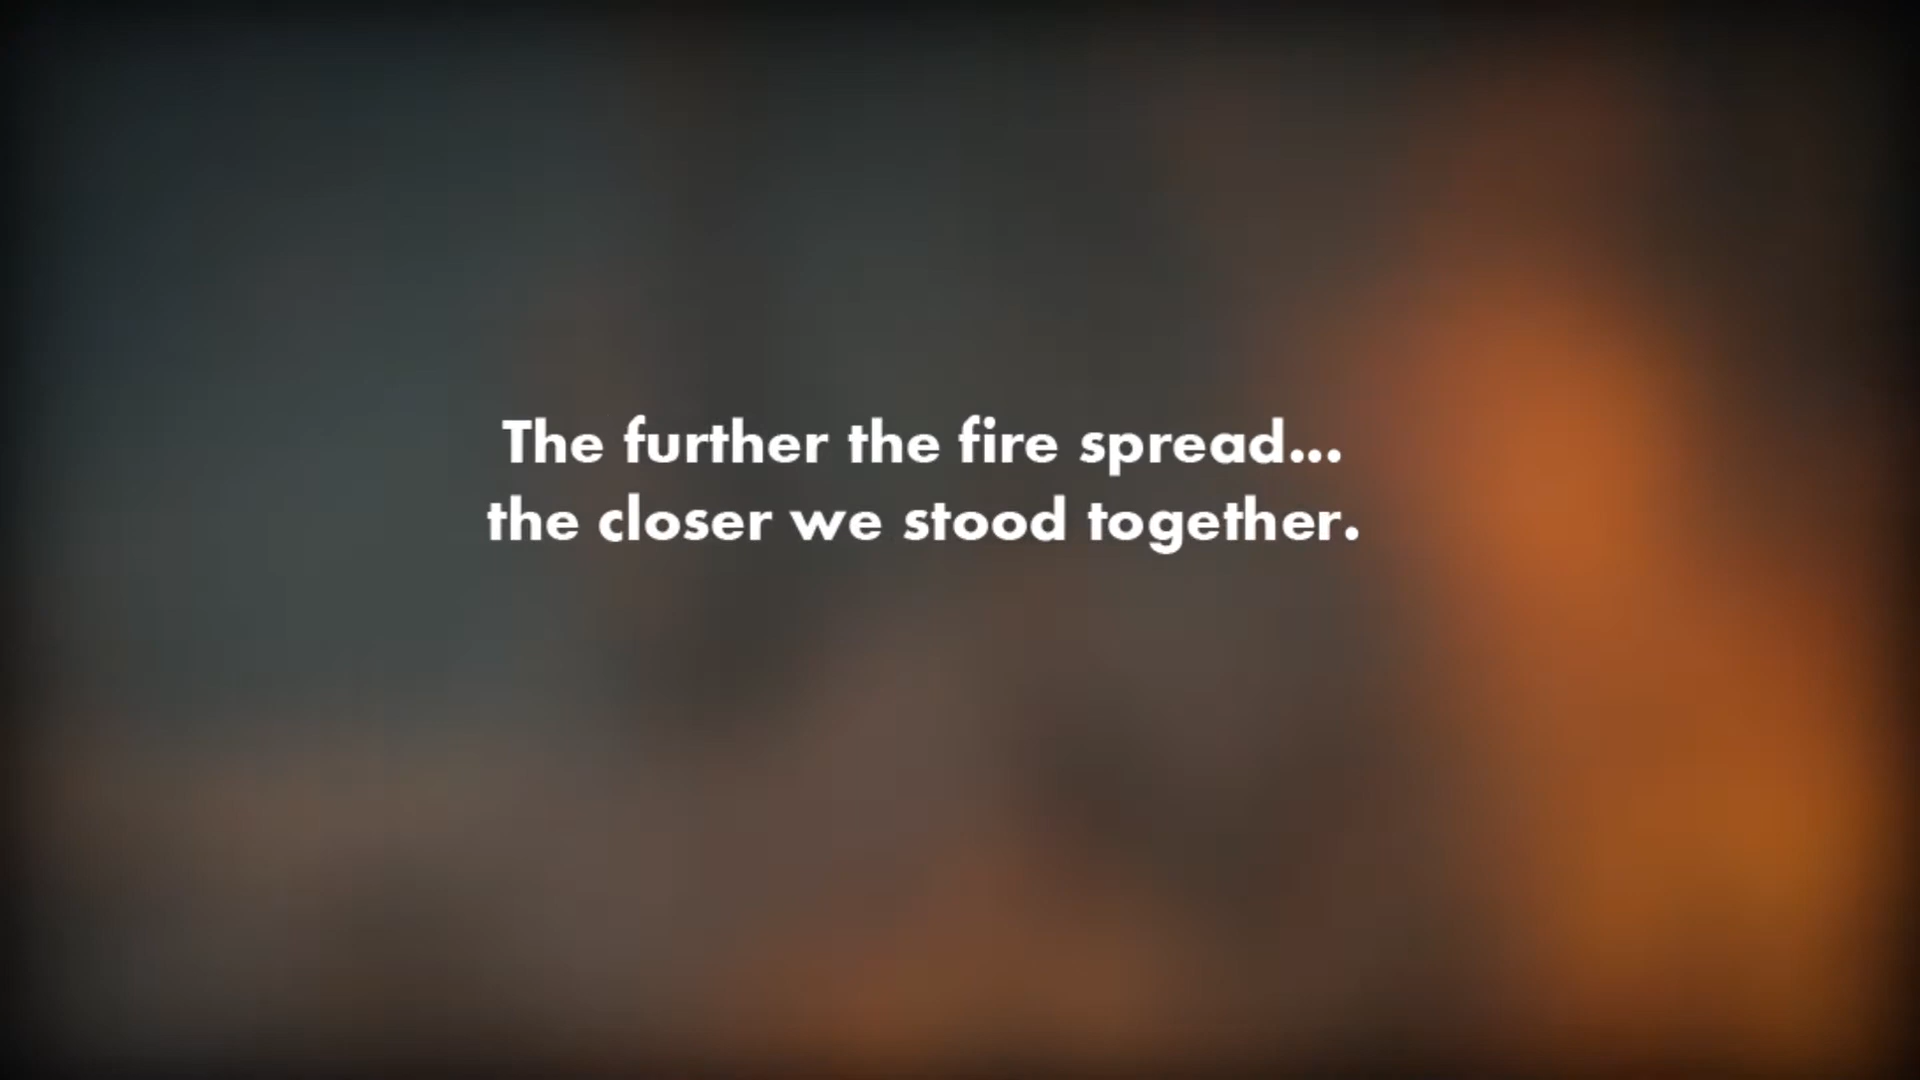 The further the fire spread...
the closer we stood together.